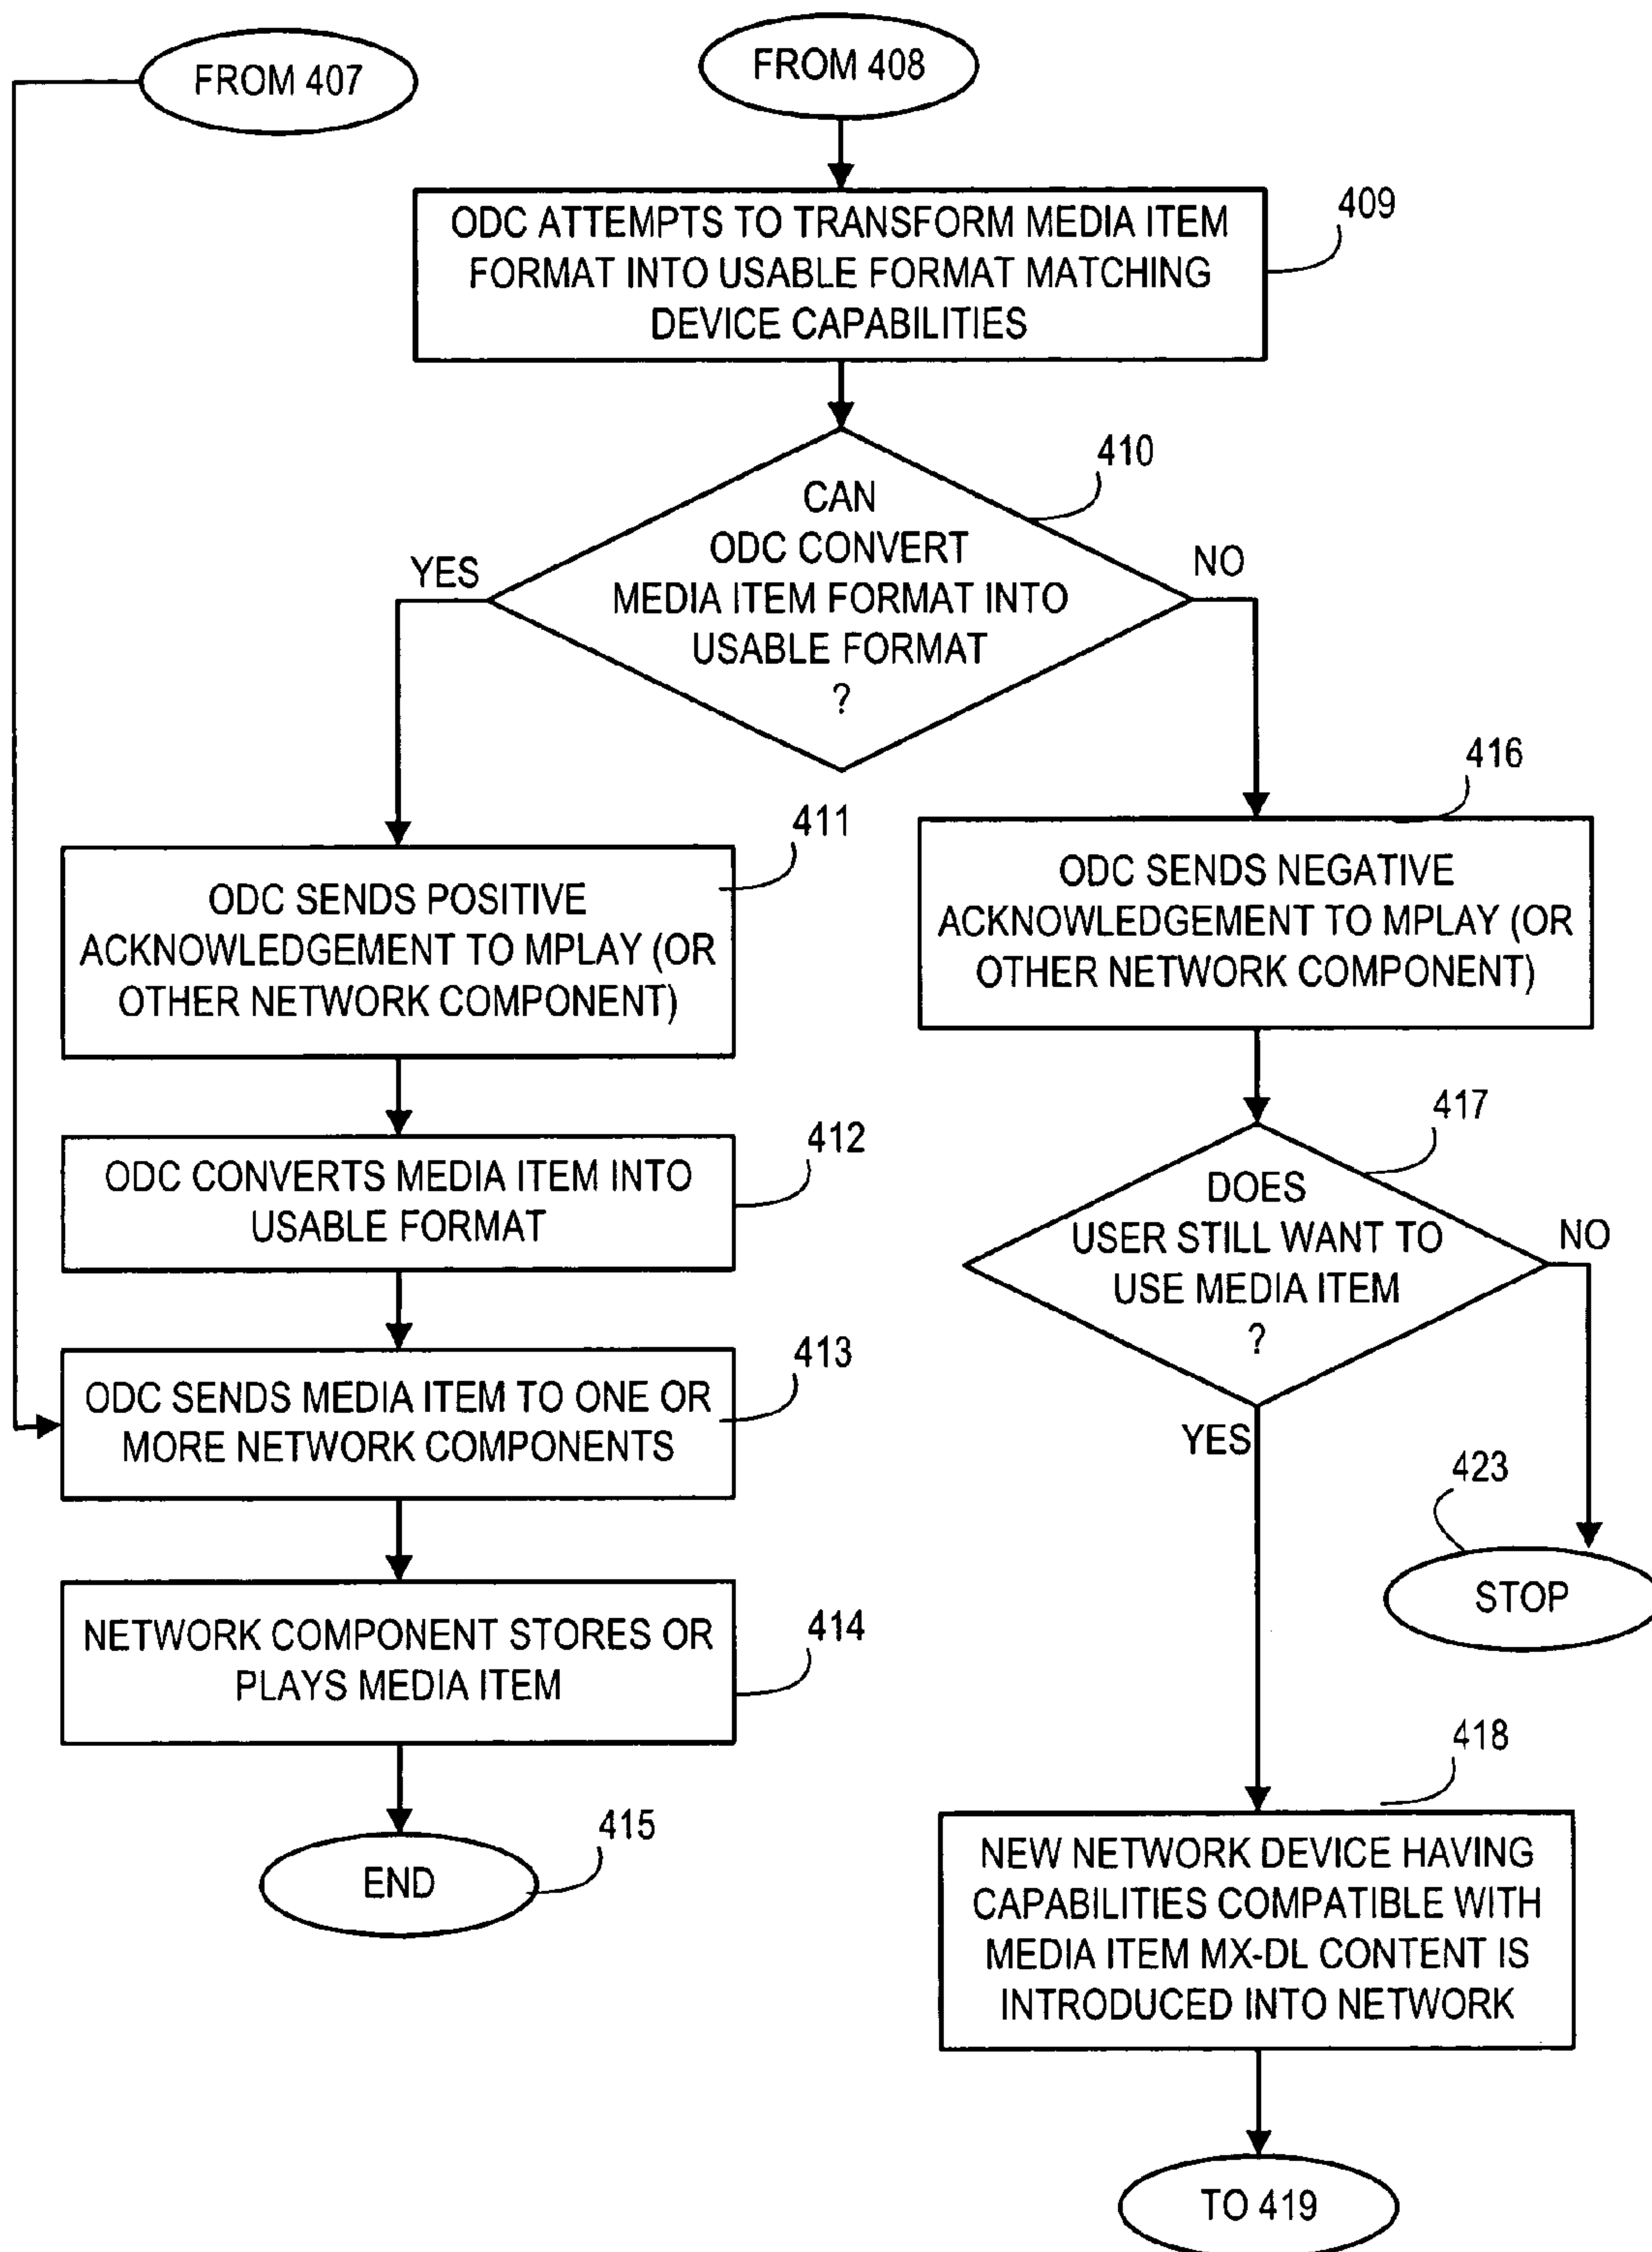 FROM 407
FROM 408
409
ODC ATTEMPTS TO TRANSFORM MEDIA ITEM
FORMAT INTO USABLE FORMAT MATCHING
DEVICE CAPABILITIES
410
CAN
ODC CONVERT
MEDIA ITEM FORMAT INTO
USABLE FORMAT
?
YES
NO
411
ODC SENDS POSITIVE
ACKNOWLEDGEMENT TO MPLAY (OR
OTHER NETWORK COMPONENT)
416
ODC SENDS NEGATIVE
ACKNOWLEDGEMENT TO MPLAY (OR
OTHER NETWORK COMPONENT)
412
ODC CONVERTS MEDIA ITEM INTO
USABLE FORMAT
417
DOES
USER STILL WANT TO
USE MEDIA ITEM
?
NO
YES
413
ODC SENDS MEDIA ITEM TO ONE OR
MORE NETWORK COMPONENTS
423
STOP
414
NETWORK COMPONENT STORES OR
PLAYS MEDIA ITEM
415
END
418
NEW NETWORK DEVICE HAVING
CAPABILITIES COMPATIBLE WITH
MEDIA ITEM MX-DL CONTENT IS
INTRODUCED INTO NETWORK
TO 419